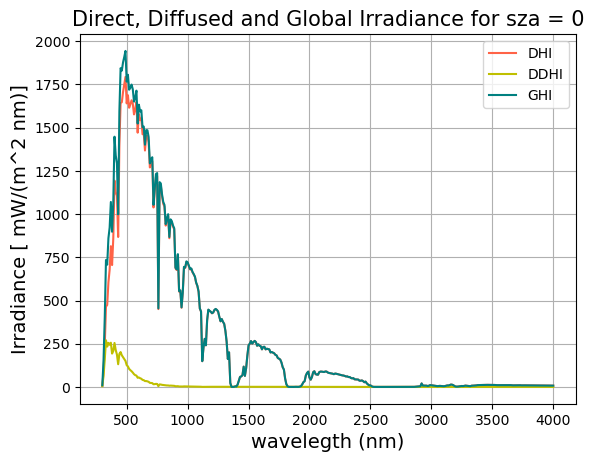 Direct, Diffused and Global Irradiance for sza = 0
Irradiance [ mW/(m^2 nm)]
2000
1750
1500
1250
1000
750
500
250
0
DHI
DDHI
GHI
500
1000
1500
2000
2500
3000
3500
4000
wavelegth (nm)